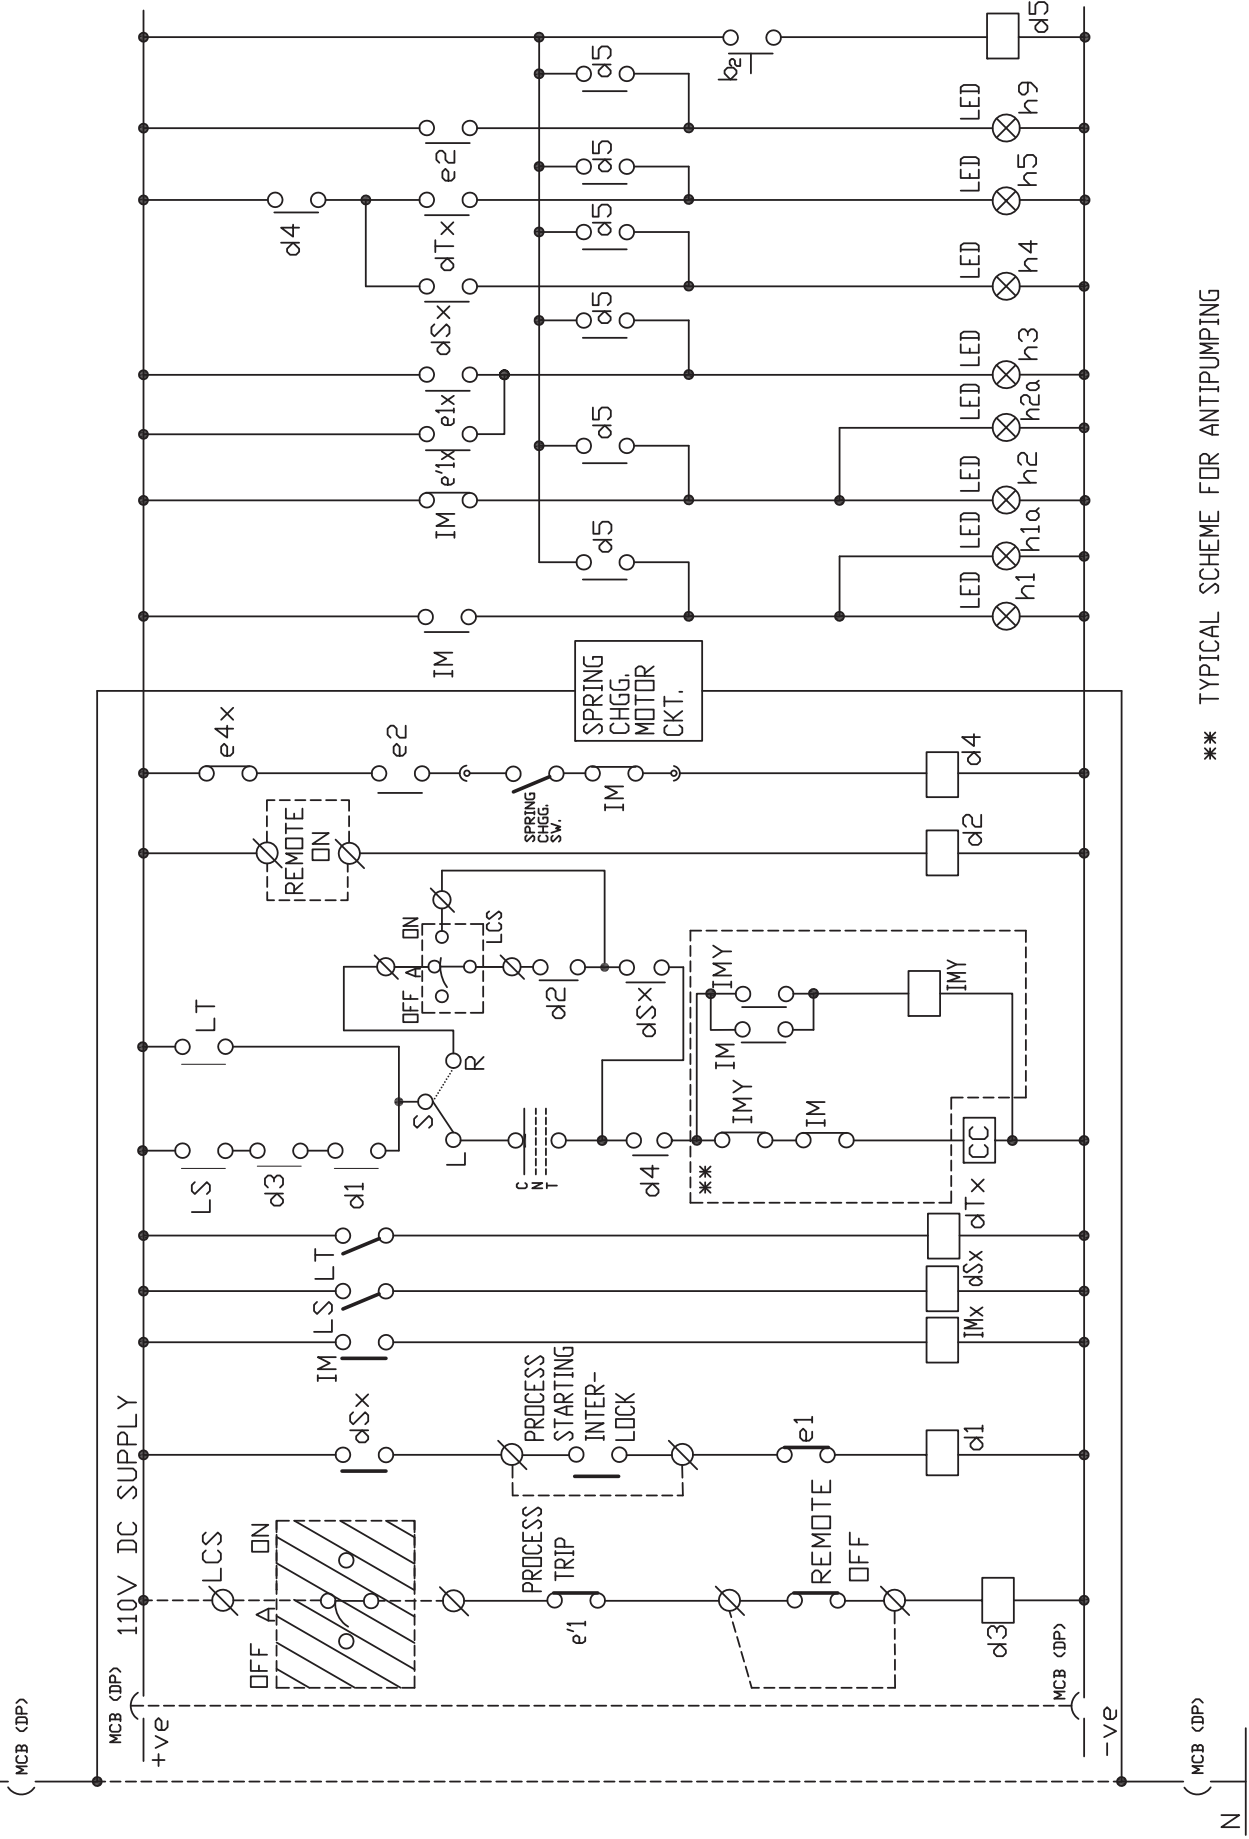 MCB (DP)
MCB (DP)
110V DC SUPPLY
+ve
LCS
OFF
A
ON
PROCESS
TRIP
e'1
REMOTE
OFF
d3
dSx
PROCESS
STARTING
INTER-
LOCK
e1
d1
IM
IMx
LS
dSx
LT
dTx
LS
d3
d1
LT
S
L
R
OFF
A
ON
LCS
d2
dSx
C
N
T
d4
**
IMY
IM
IM
IMY
IMY
CC
REMOTE
ON
d2
e4x
e2
SPRING
CHGG.
SW.
IM
d4
SPRING
CHGG.
MOTOR
CKT.
IM
d5
LED
h1
LED
h1a
IM
d5
LED
h2
LED
h2a
e'1x
e1x
d5
LED
h3
dSx
d5
LED
h4
d4
dTx
d5
LED
h5
e2
d5
LED
h9
b2
d5
MCB (DP)
-ve
MCB (DP)
N
** TYPICAL SCHEME FOR ANTIPUMPING